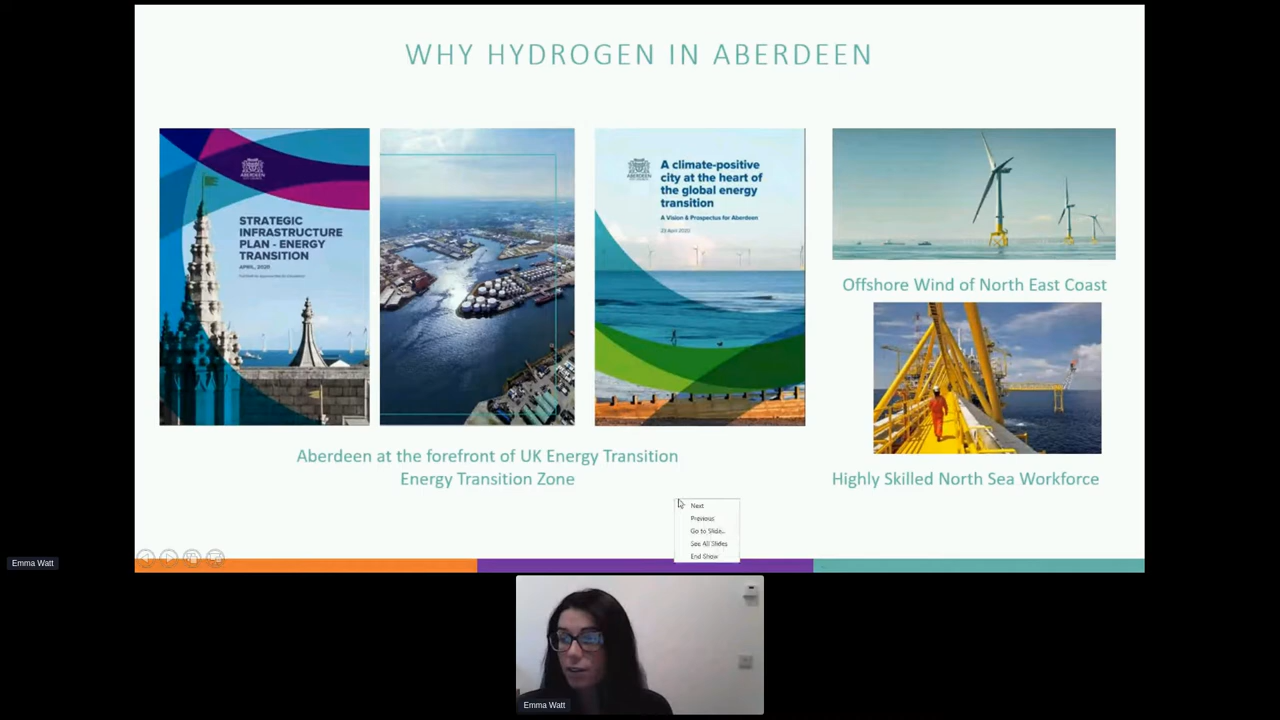 WHY HYDROGEN IN ABERDEEN
ABERDEEN
STRATEGIC
INFRASTRUCTURE
PLAN - ENERGY
TRANSITION
APRIL, 2020
A climate-positive
city at the heart of
the global energy
transition
A Vision & Prospectus for Aberdeen
Offshore Wind of North East Coast
Aberdeen at the forefront of UK Energy Transition
Energy Transition Zone
Highly Skilled North Sea Workforce
Next
Previous
Go to Slide...
See All Slides
End Show
Emma Watt
Emma Watt